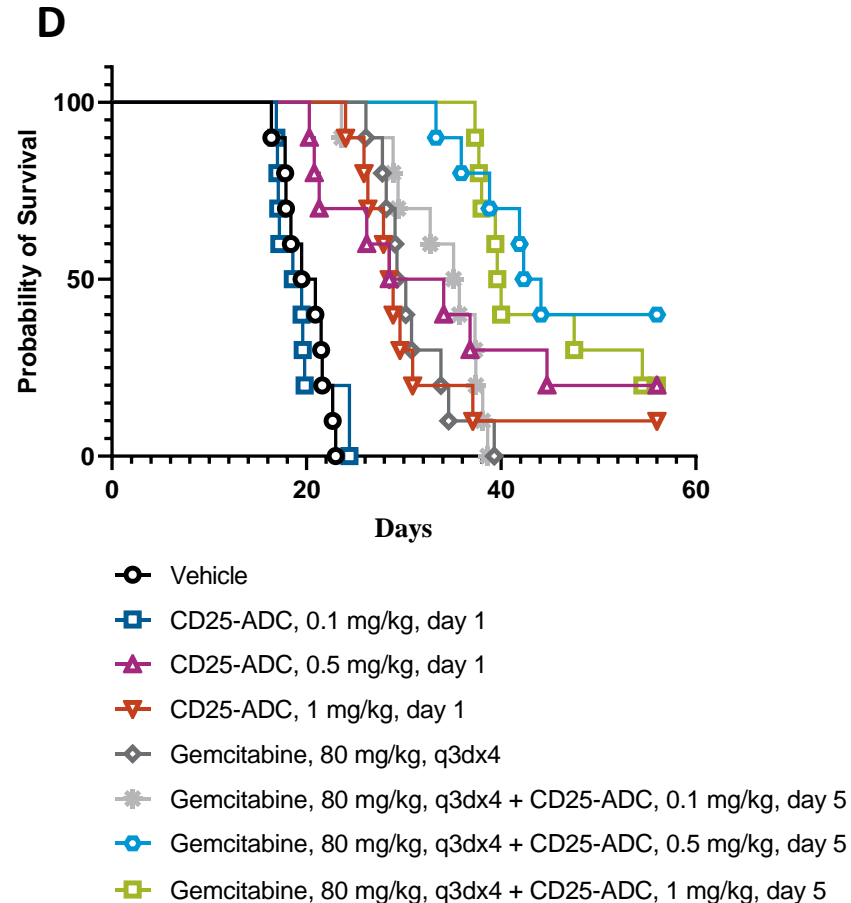 D
Probability of Survival
100
50
0
0 20 40 60
Days
Vehicle
CD25-ADC, 0.1 mg/kg, day 1
CD25-ADC, 0.5 mg/kg, day 1
CD25-ADC, 1 mg/kg, day 1
Gemcitabine, 80 mg/kg, q3dx4
Gemcitabine, 80 mg/kg, q3dx4 + CD25-ADC, 0.1 mg/kg, day 5
Gemcitabine, 80 mg/kg, q3dx4 + CD25-ADC, 0.5 mg/kg, day 5
Gemcitabine, 80 mg/kg, q3dx4 + CD25-ADC, 1 mg/kg, day 5